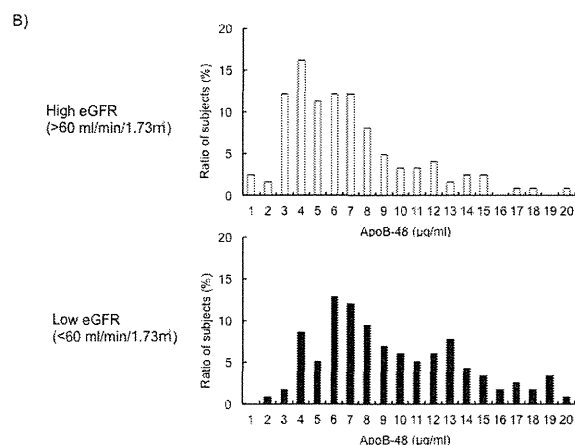 B)
High eGFR
(>60 ml/min/1.73㎡)
Ratio of subjects (%)
20
15
10
5
0
1 2 3 4 5 6 7 8 9 10 11 12 13 14 15 16 17 18 19 20
ApoB-48 (μg/ml)
Low eGFR
(<60 ml/min/1.73㎡)
Ratio of subjects (%)
20
15
10
5
0
1 2 3 4 5 6 7 8 9 10 11 12 13 14 15 16 17 18 19 20
ApoB-48 (μg/ml)